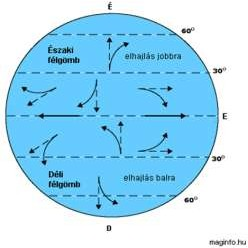 É
60°
Északi
félgömb
elhajlás jobbra
30°
E
30°
Déli
félgömb
elhajlás balra
60°
D
maginfo.hu